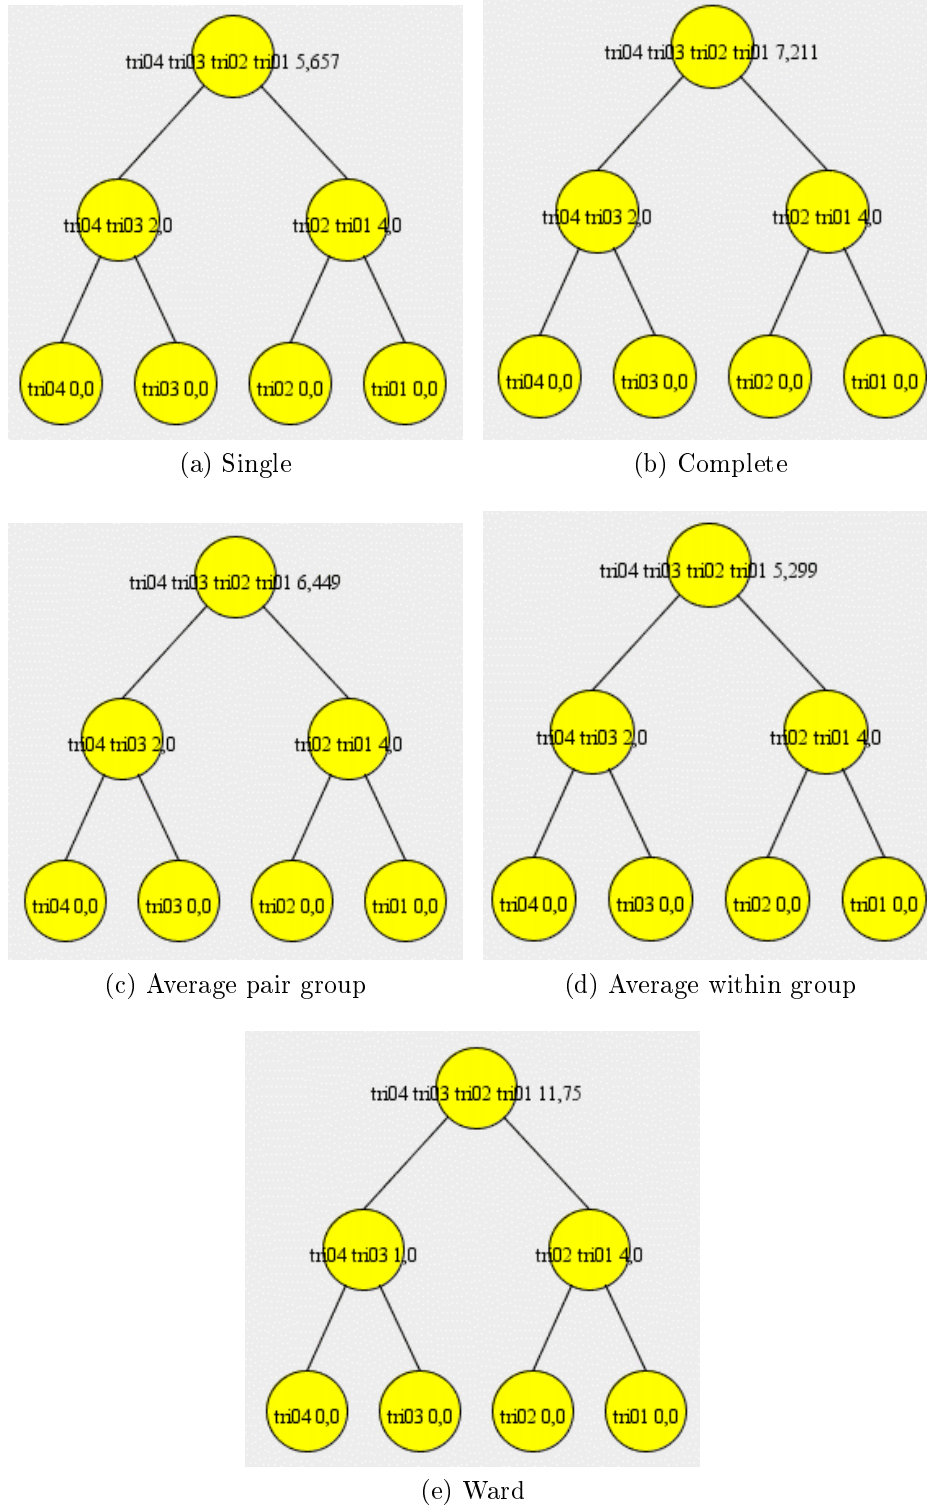 tri04 tri03 tri02 tri01 5,657
tri04 tri03 2,0
tri02 tri01 4,0
tri04 0,0
tri03 0,0
tri02 0,0
tri01 0,0
(a) Single
tri04 tri03 tri02 tri01 7,211
tri04 tri03 2,0
tri02 tri01 4,0
tri04 0,0
tri03 0,0
tri02 0,0
tri01 0,0
(b) Complete
tri04 tri03 tri02 tri01 6,449
tri04 tri03 2,0
tri02 tri01 4,0
tri04 0,0
tri03 0,0
tri02 0,0
tri01 0,0
(c) Average pair group
tri04 tri03 tri02 tri01 5,299
tri04 tri03 2,0
tri02 tri01 4,0
tri04 0,0
tri03 0,0
tri02 0,0
tri01 0,0
(d) Average within group
tri04 tri03 tri02 tri01 11,75
tri04 tri03 1,0
tri02 tri01 4,0
tri04 0,0
tri03 0,0
tri02 0,0
tri01 0,0
(e) Ward